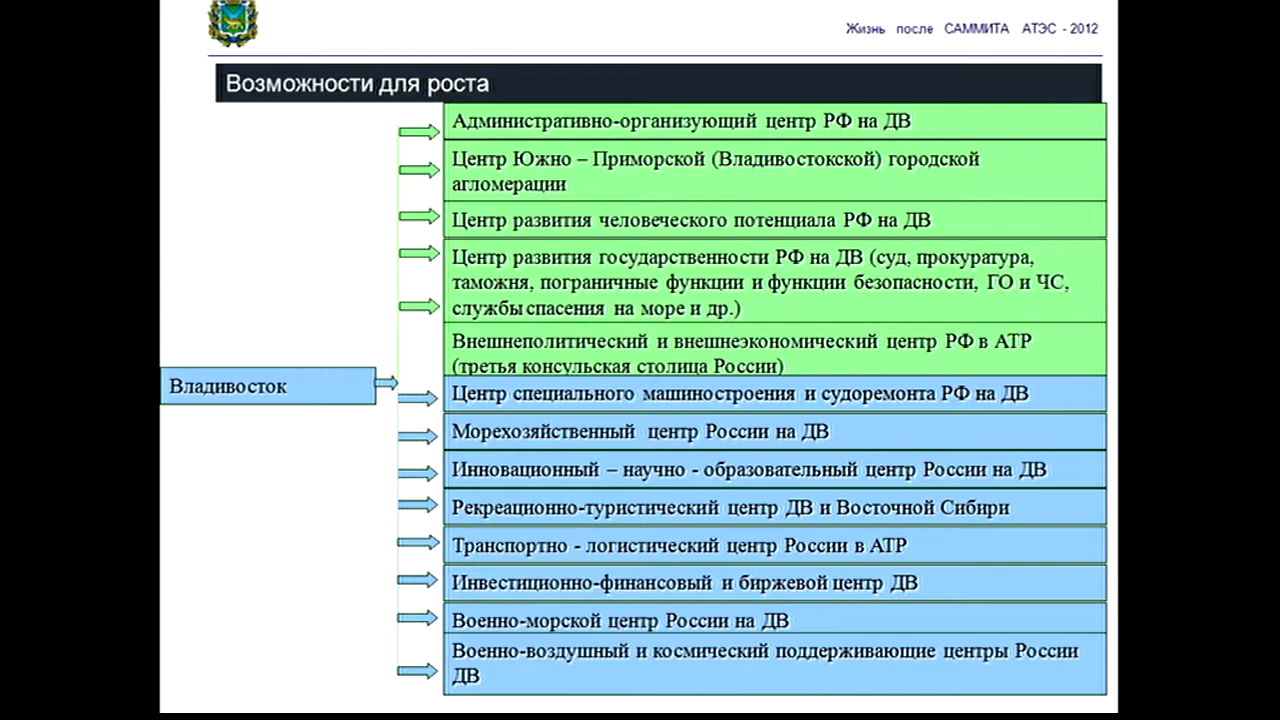 Жизнь после САММИТА АТЭС - 2012
Возможности для роста
Административно-организующий центр РФ на ДВ
Центр Южно – Приморской (Владивостокской) городской
агломерации
Центр развития человеческого потенциала РФ на ДВ
Центр развития государственности РФ на ДВ (суд, прокуратура,
таможня, пограничные функции и функции безопасности, ГО и ЧС,
службы спасения на море и др.)
Внешнеполитический и внешнеэкономический центр РФ в АТР
(третья консульская столица России)
Владивосток
Центр специального машиностроения и судоремонта РФ на ДВ
Морехозяйственный центр России на ДВ
Инновационный – научно - образовательный центр России на ДВ
Рекреационно-туристический центр ДВ и Восточной Сибири
Транспортно - логистический центр России в АТР
Инвестиционно-финансовый и биржевой центр ДВ
Военно-морской центр России на ДВ
Военно-воздушный и космический поддерживающие центры России
ДВ